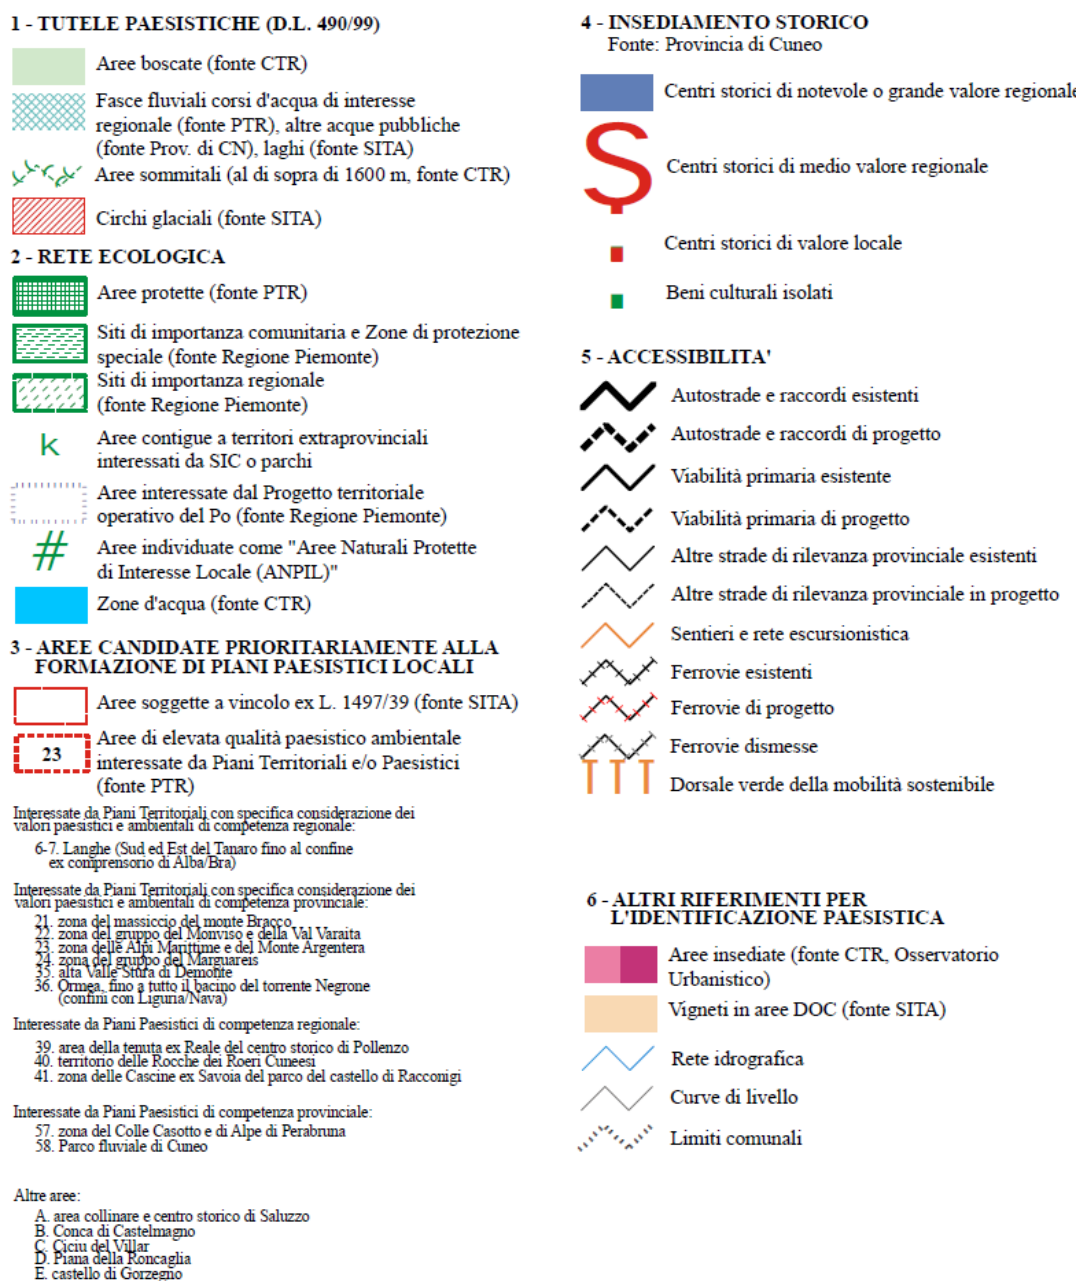 1 - TUTELE PAESISTICHE (D.L. 490/99)
Aree boscate (fonte CTR)
Fasce fluviali corsi d'acqua di interesse
regionale (fonte PTR), altre acque pubbliche
(fonte Prov. di CN), laghi (fonte SITA)
Aree sommitali (al di sopra di 1600 m, fonte CTR)
Circhi glaciali (fonte SITA)
2 - RETE ECOLOGICA
Aree protette (fonte PTR)
Siti di importanza comunitaria e Zone di protezione
speciale (fonte Regione Piemonte)
Siti di importanza regionale
(fonte Regione Piemonte)
k
Aree contigue a territori extraprovinciali
interessati da SIC o parchi
Aree interessate dal Progetto territoriale
operativo del Po (fonte Regione Piemonte)
#
Aree individuate come "Aree Naturali Protette
di Interesse Locale (ANPIL)"
Zone d'acqua (fonte CTR)
3 - AREE CANDIDATE PRIORITARIAMENTE ALLA
FORMAZIONE DI PIANI PAESISTICI LOCALI
Aree soggette a vincolo ex L. 1497/39 (fonte SITA)
23
Aree di elevata qualità paesistico ambientale
interessate da Piani Territoriali e/o Paesistici
(fonte PTR)
Interessate da Piani Territoriali con specifica considerazione dei
valori paesistici e ambientali di competenza regionale:
6-7. Langhe (Sud ed Est del Tanaro fino al confine
ex comprensorio di Alba/Bra)
Interessate da Piani Territoriali con specifica considerazione dei
valori paesistici e ambientali di competenza provinciale:
21. zona del massiccio del monte Bracco
22. zona del gruppo del Monviso e della Val Varaita
23. zona delle Alpi Marittime e del Monte Argentera
24. zona del gruppo del Marguareis
35. alta Valle Stura di Demonte
36. Ormea, fino a tutto il bacino del torrente Negrone
(confini con Liguria/Nava)
Interessate da Piani Paesistici di competenza regionale:
39. area della tenuta ex Reale del centro storico di Pollenzo
40. territorio delle Rocche dei Roeri Cuneesi
41. zona delle Cascine ex Savoia del parco del castello di Racconigi
Interessate da Piani Paesistici di competenza provinciale:
57. zona del Colle Casotto e di Alpe di Perabruna
58. Parco fluviale di Cuneo
Altre aree:
A. area collinare e centro storico di Saluzzo
B. Conca di Castelmagno
C. Ciciu del Villar
D. Piana della Roncaglia
E. castello di Gorzegno
4 - INSEDIAMENTO STORICO
Fonte: Provincia di Cuneo
Centri storici di notevole o grande valore regionale
Ş
Centri storici di medio valore regionale
Centri storici di valore locale
Beni culturali isolati
5 - ACCESSIBILITA'
Autostrade e raccordi esistenti
Autostrade e raccordi di progetto
Viabilità primaria esistente
Viabilità primaria di progetto
Altre strade di rilevanza provinciale esistenti
Altre strade di rilevanza provinciale in progetto
Sentieri e rete escursionistica
Ferrovie esistenti
Ferrovie di progetto
Ferrovie dismesse
Dorsale verde della mobilità sostenibile
6 - ALTRI RIFERIMENTI PER
L'IDENTIFICAZIONE PAESISTICA
Aree insediate (fonte CTR, Osservatorio
Urbanistico)
Vigneti in aree DOC (fonte SITA)
Rete idrografica
Curve di livello
Limiti comunali